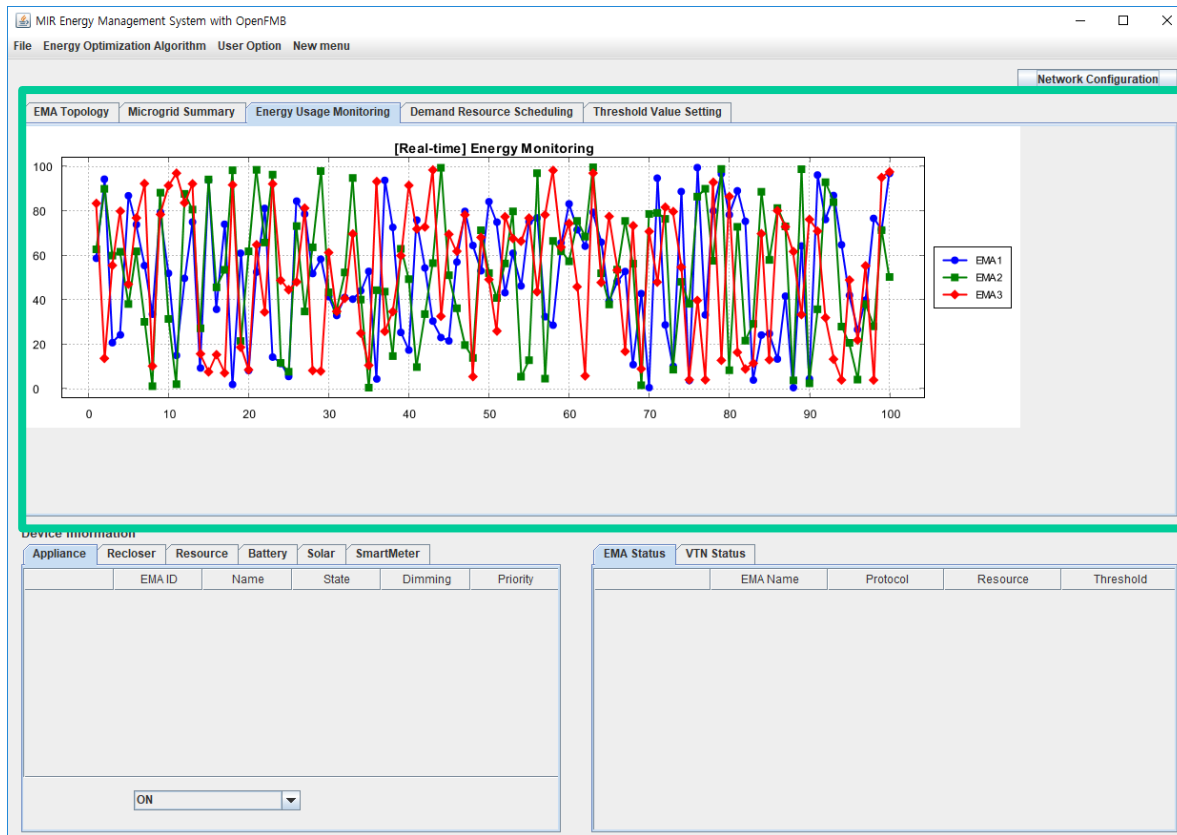 MIR Energy Management System with OpenFMB
File Energy Optimization Algorithm User Option New menu
Network Configuration
EMA Topology Microgrid Summary Energy Usage Monitoring Demand Resource Scheduling Threshold Value Setting
[Real-time] Energy Monitoring
100
80
60
40
20
0
0 10 20 30 40 50 60 70 80 90 100
EMA1
EMA2
EMA3
Device Information
Appliance Recloser Resource Battery Solar SmartMeter
EMA ID Name State Dimming Priority
ON
EMA Status VTN Status
EMA Name Protocol Resource Threshold